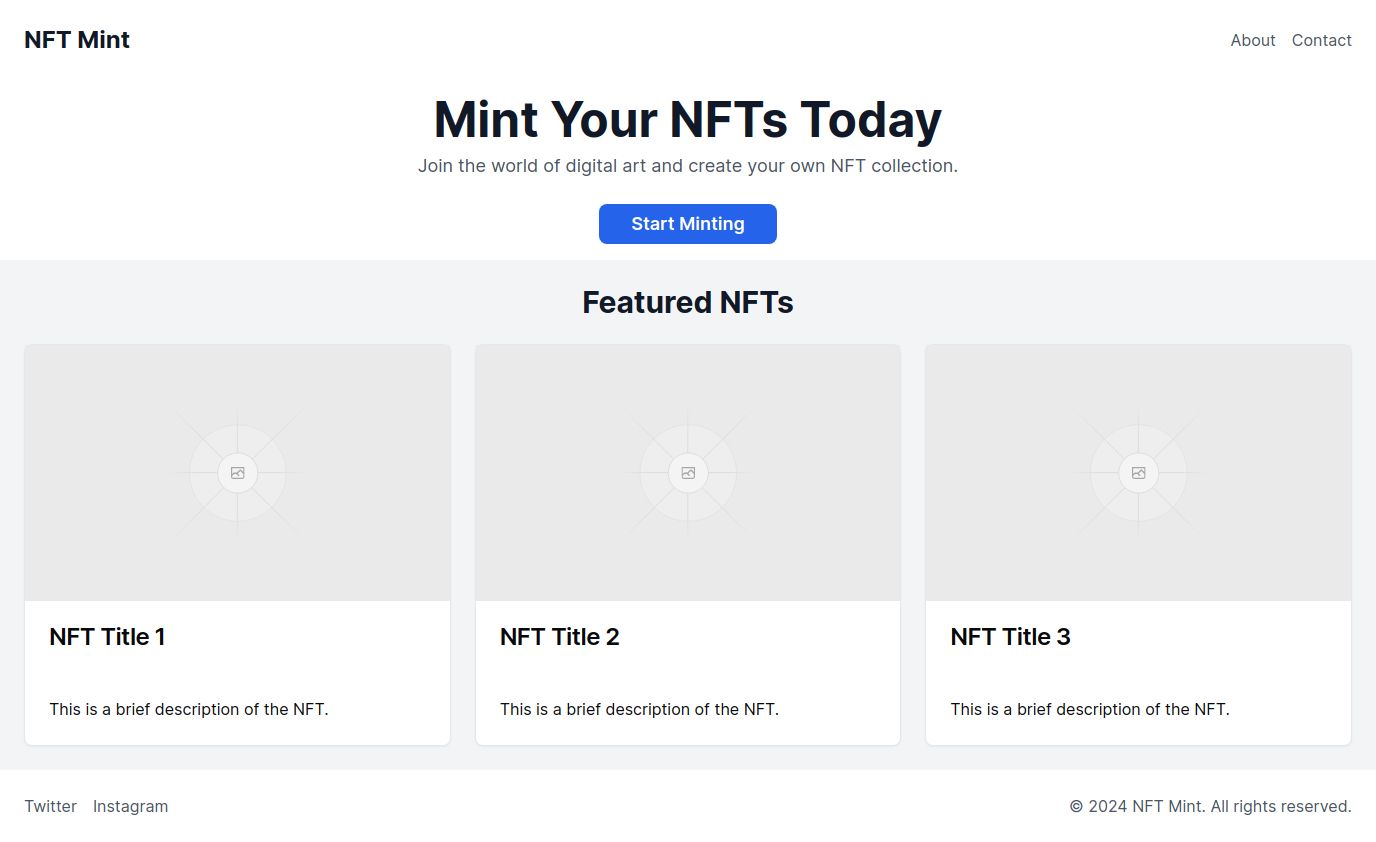 NFT Mint
About Contact
Mint Your NFTs Today
Join the world of digital art and create your own NFT collection.
Start Minting
Featured NFTs
NFT Title 1
This is a brief description of the NFT.
NFT Title 2
This is a brief description of the NFT.
NFT Title 3
This is a brief description of the NFT.
Twitter Instagram
© 2024 NFT Mint. All rights reserved.